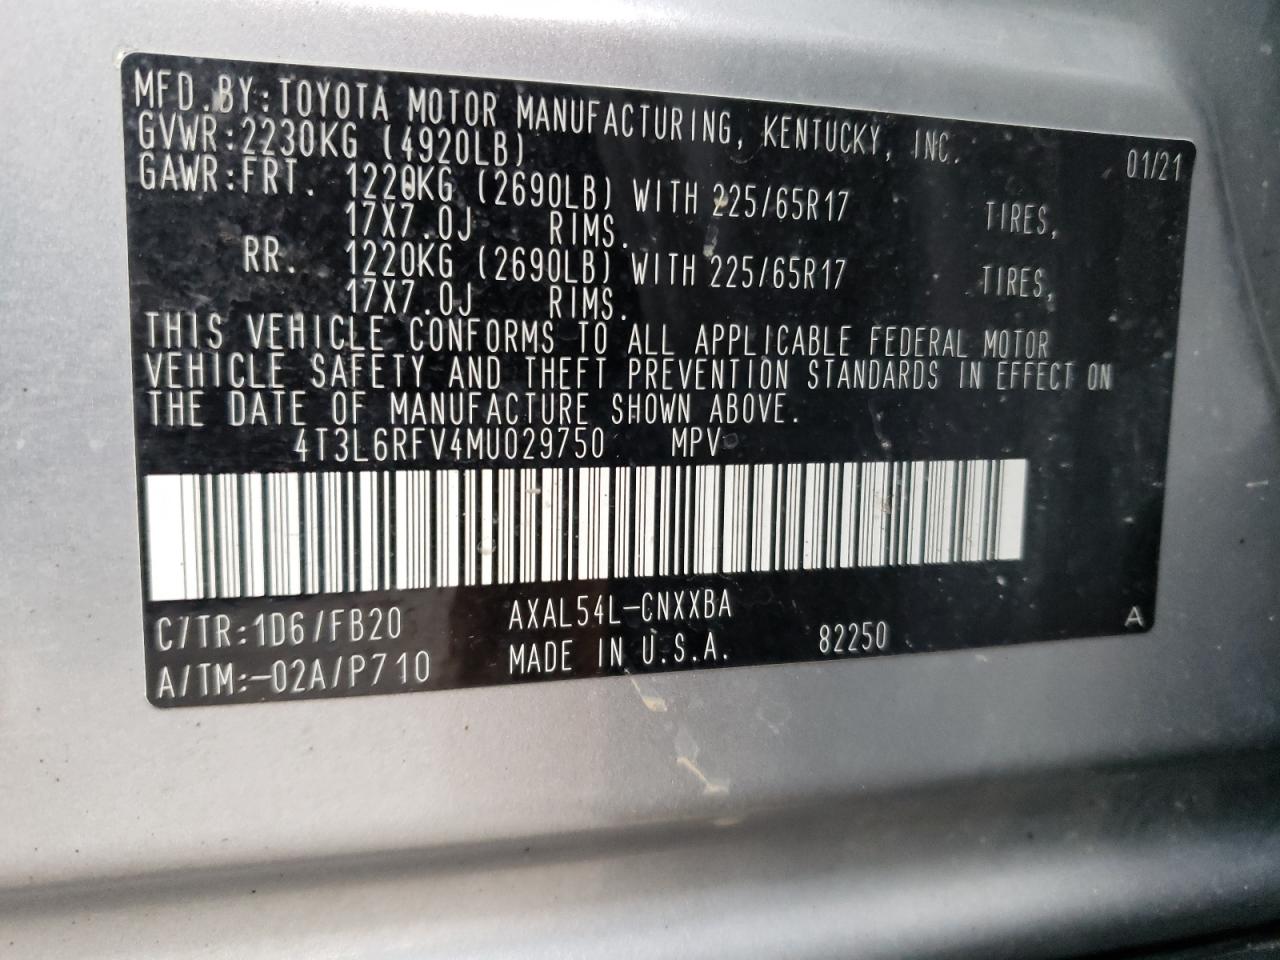 MFD.BY:TOYOTA MOTOR MANUFACTURING, KENTUCKY, INC. 01/21
GVWR:2230KG (4920LB)
GAWR:FRT. 1220KG (2690LB) WITH 225/65R17 TIRES,
17X7.0J RIMS.
RR. 1220KG (2690LB) WITH 225/65R17 TIRES,
17X7.0J RIMS.
THIS VEHICLE CONFORMS TO ALL APPLICABLE FEDERAL MOTOR
VEHICLE SAFETY AND THEFT PREVENTION STANDARDS IN EFFECT ON
THE DATE OF MANUFACTURE SHOWN ABOVE.
4T3L6RFV4MU029750 MPV
C/TR:1D6/FB20 AXAL54L-CNXXBA A
A/TM:-02A/P710 MADE IN U.S.A. 82250